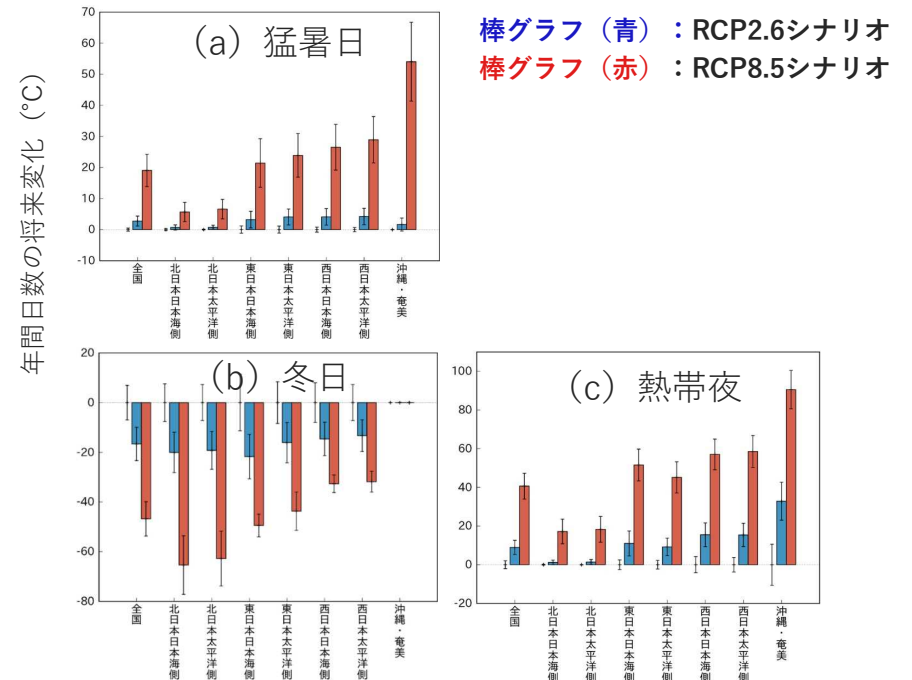 棒グラフ（青）：RCP2.6シナリオ
棒グラフ（赤）：RCP8.5シナリオ
年間日数の将来変化（°C）
（a）猛暑日
70
60
50
40
30
20
10
0
-10
全国
北日本日本海側
北日本太平洋側
東日本日本海側
東日本太平洋側
西日本日本海側
西日本太平洋側
沖縄・奄美
（b）冬日
20
0
-20
-40
-60
-80
全国
北日本日本海側
北日本太平洋側
東日本日本海側
東日本太平洋側
西日本日本海側
西日本太平洋側
沖縄・奄美
（c）熱帯夜
100
80
60
40
20
0
-20
全国
北日本日本海側
北日本太平洋側
東日本日本海側
東日本太平洋側
西日本日本海側
西日本太平洋側
沖縄・奄美